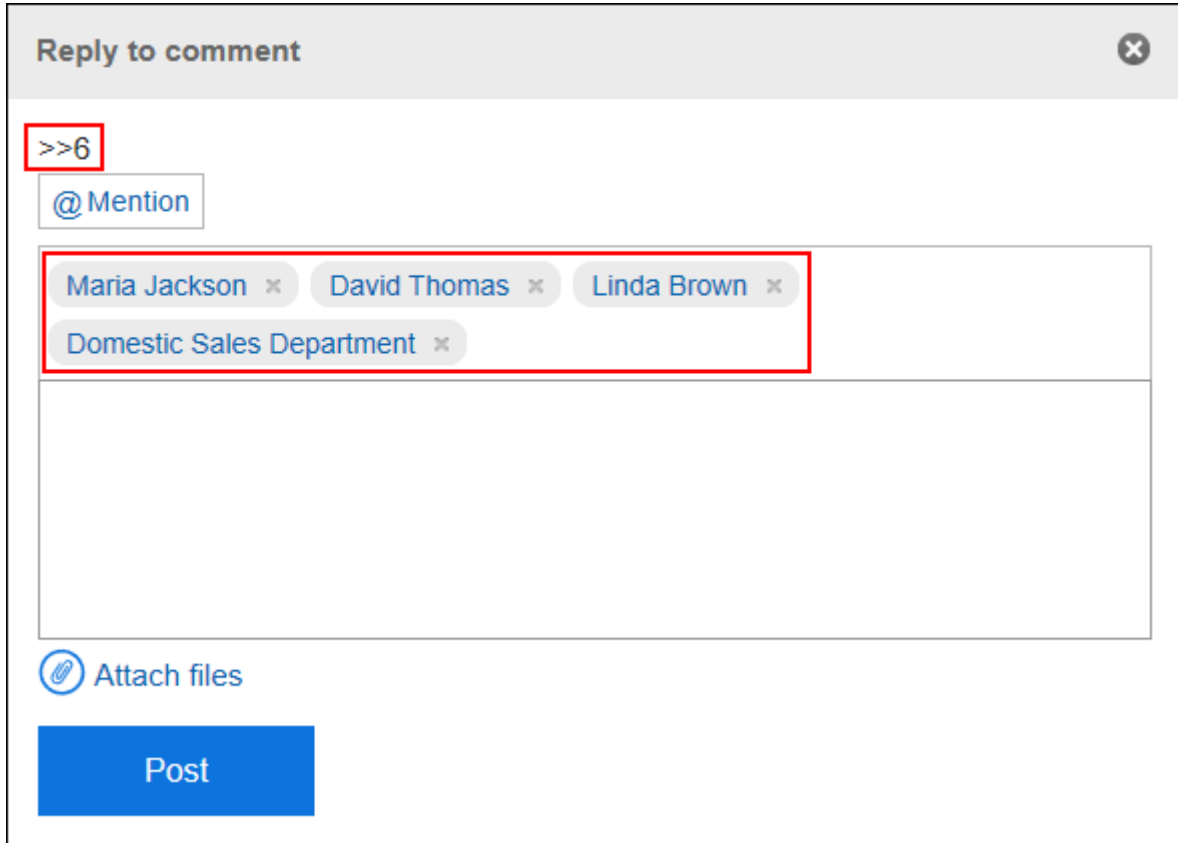 Reply to comment
>>6
@Mention
Maria Jackson × David Thomas × Linda Brown ×
Domestic Sales Department ×
Attach files
Post